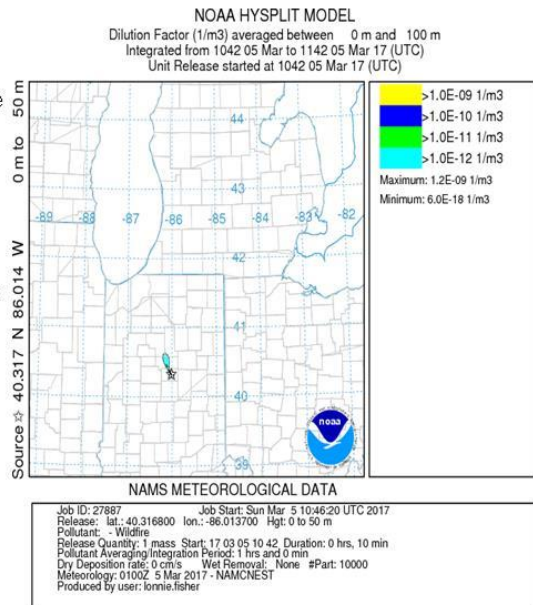 NOAA HYSPLIT MODEL
Dilution Factor (1/m3) averaged between 0 m and 100 m
Integrated from 1042 05 Mar to 1142 05 Mar 17 (UTC)
Unit Release started at 1042 05 Mar 17 (UTC)
Source ☆ 40.317 N 86.014 W 0 m to 50 m
44
43
-89 -88 -87 -86 -85 -84 -83 -82
42
41
40
39
noaa
>1.0E-09 1/m3
>1.0E-10 1/m3
>1.0E-11 1/m3
>1.0E-12 1/m3
Maximum: 1.2E-09 1/m3
Minimum: 6.0E-18 1/m3
NAMS METEOROLOGICAL DATA
Job ID: 27887 Job Start: Sun Mar 5 10:46:20 UTC 2017
Release: lat.: 40.316800 lon.: -86.013700 Hgt: 0 to 50 m
Pollutant: - Wildfire
Release Quantity: 1 mass Start: 17 03 05 10 42 Duration: 0 hrs, 10 min
Pollutant Averaging/Integration Period: 1 hrs and 0 min
Dry Deposition rate: 0 cm/s Wet Removal: None #Part: 10000
Meteorology: 0100Z 5 Mar 2017 - NAMCNEST
Produced by user: lonnie.fisher